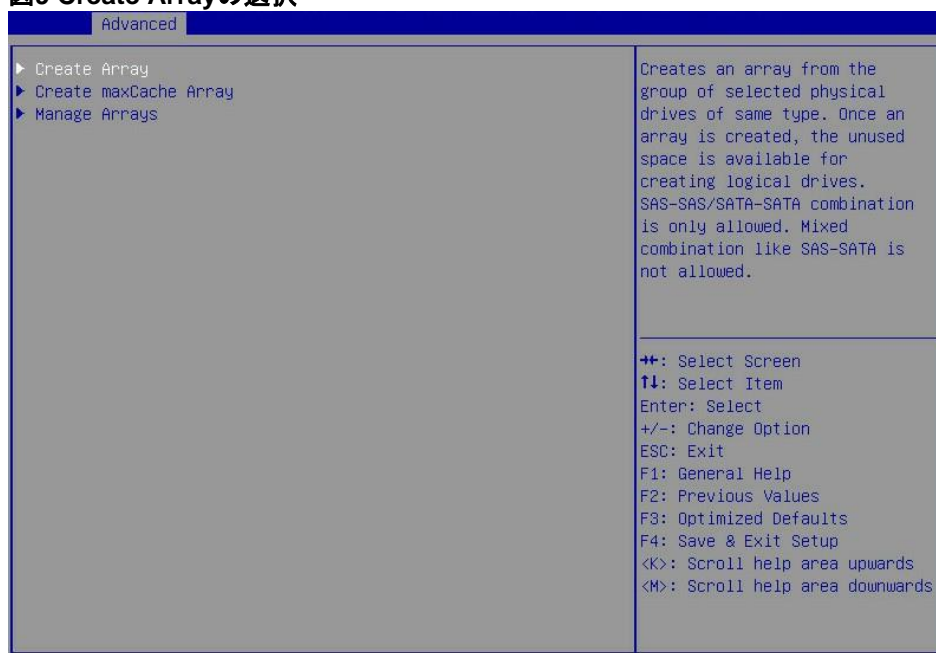 図9 Create Arrayの選択
Advanced
Create Array
Create maxCache Array
Manage Arrays
Creates an array from the
group of selected physical
drives of same type. Once an
array is created, the unused
space is available for
creating logical drives.
SAS-SAS/SATA-SATA combination
is only allowed. Mixed
combination like SAS-SATA is
not allowed.
→←: Select Screen
↑↓: Select Item
Enter: Select
+/-: Change Option
ESC: Exit
F1: General Help
F2: Previous Values
F3: Optimized Defaults
F4: Save & Exit Setup
<K>: Scroll help area upwards
<M>: Scroll help area downwards